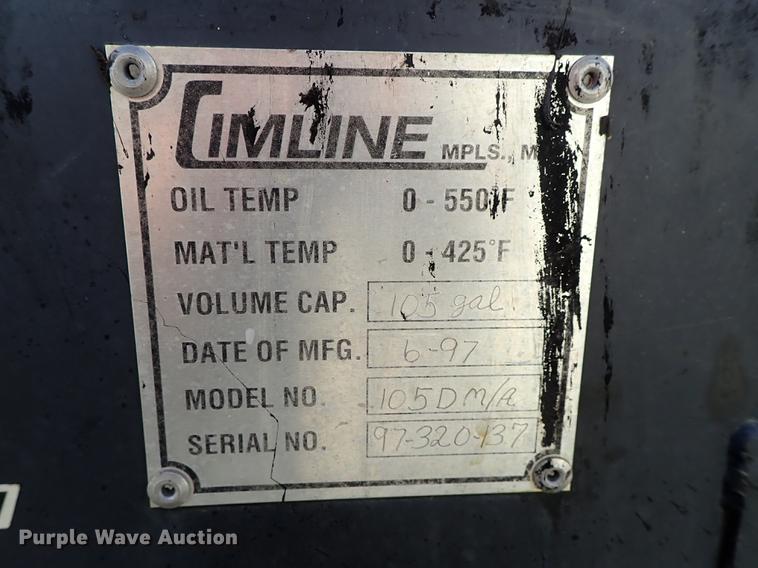 CIMLINE MPLS., M
OIL TEMP 0 - 550°F
MAT'L TEMP 0 - 425°F
VOLUME CAP. 105 gal.
DATE OF MFG. 6-97
MODEL NO. 105DM/A
SERIAL NO. 97-320-137
Purple Wave Auction